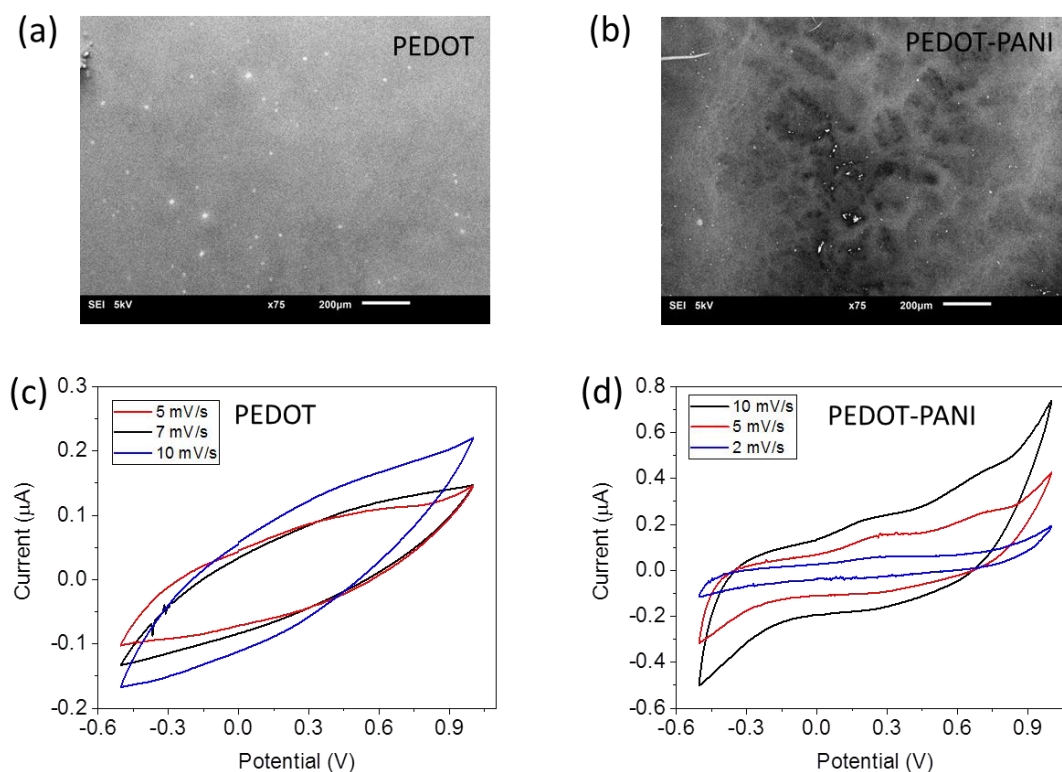 (a)
PEDOT
SEI 5kV x75 200μm
(b)
PEDOT-PANI
SEI 5kV x75 200μm
(c)
PEDOT
5 mV/s
7 mV/s
10 mV/s
0.3
0.2
0.1
0.0
-0.1
-0.2
Current (μA)
-0.6 -0.3 0.0 0.3 0.6 0.9
Potential (V)
(d)
PEDOT-PANI
10 mV/s
5 mV/s
2 mV/s
0.8
0.6
0.4
0.2
0.0
-0.2
-0.4
-0.6
Current (μA)
-0.6 -0.3 0.0 0.3 0.6 0.9
Potential (V)